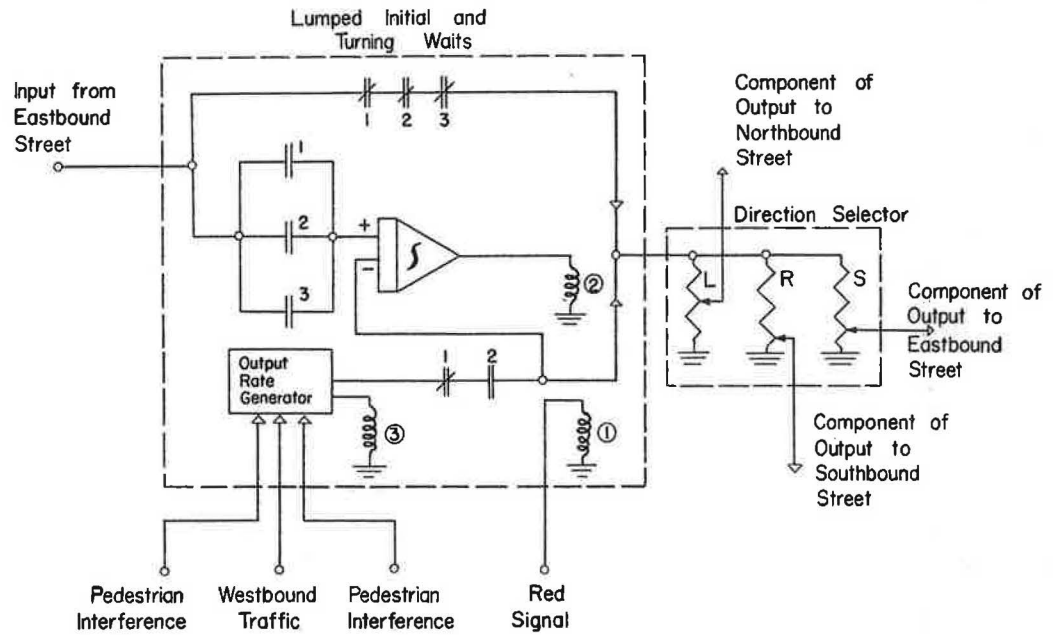 Lumped Initial and
Turning Waits
Input from
Eastbound
Street
1 2 3
1
2
3
+
−
∫
②
Output
Rate
Generator
1 2
③
①
Component of
Output to
Northbound
Street
Direction Selector
L R S
Component of
Output to
Eastbound
Street
Component of
Output to
Southbound
Street
Pedestrian
Interference
Westbound
Traffic
Pedestrian
Interference
Red
Signal